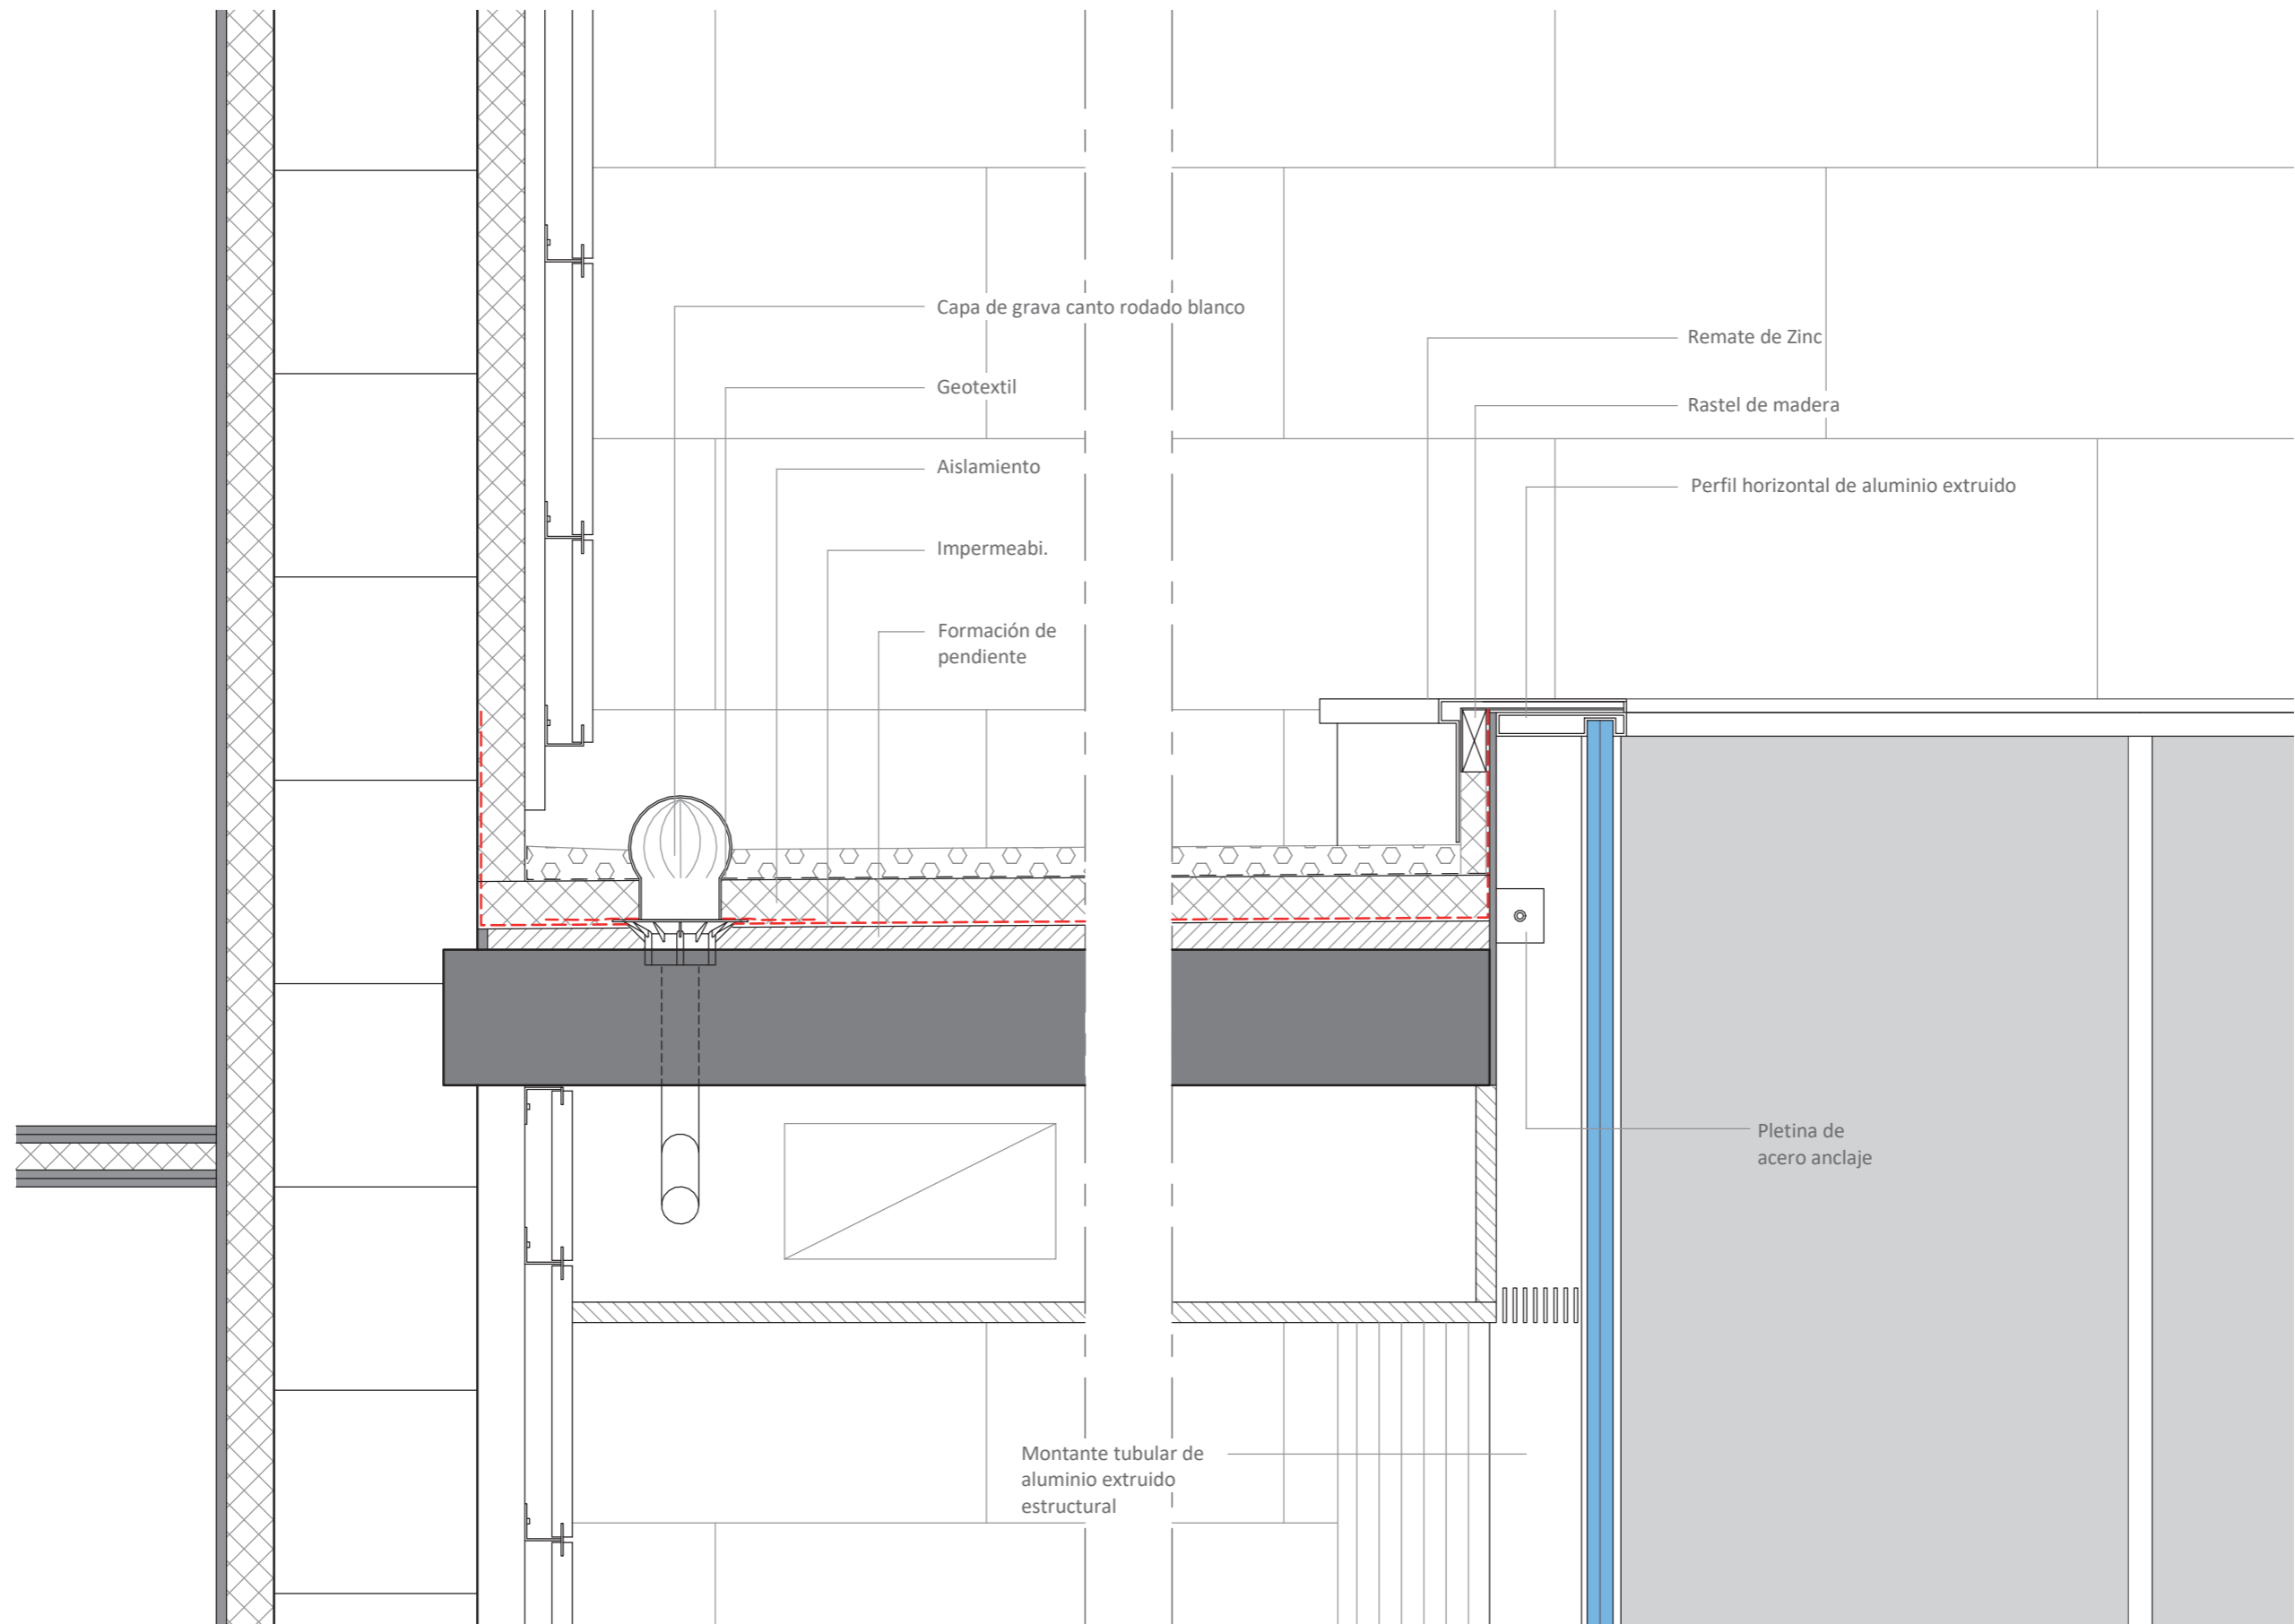 Capa de grava canto rodado blanco
Geotextil
Aislamiento
Impermeabi.
Formación de
pendiente
Remate de Zinc
Rastel de madera
Perfil horizontal de aluminio extruido
Pletina de
acero anclaje
Montante tubular de
aluminio extruido
estructural